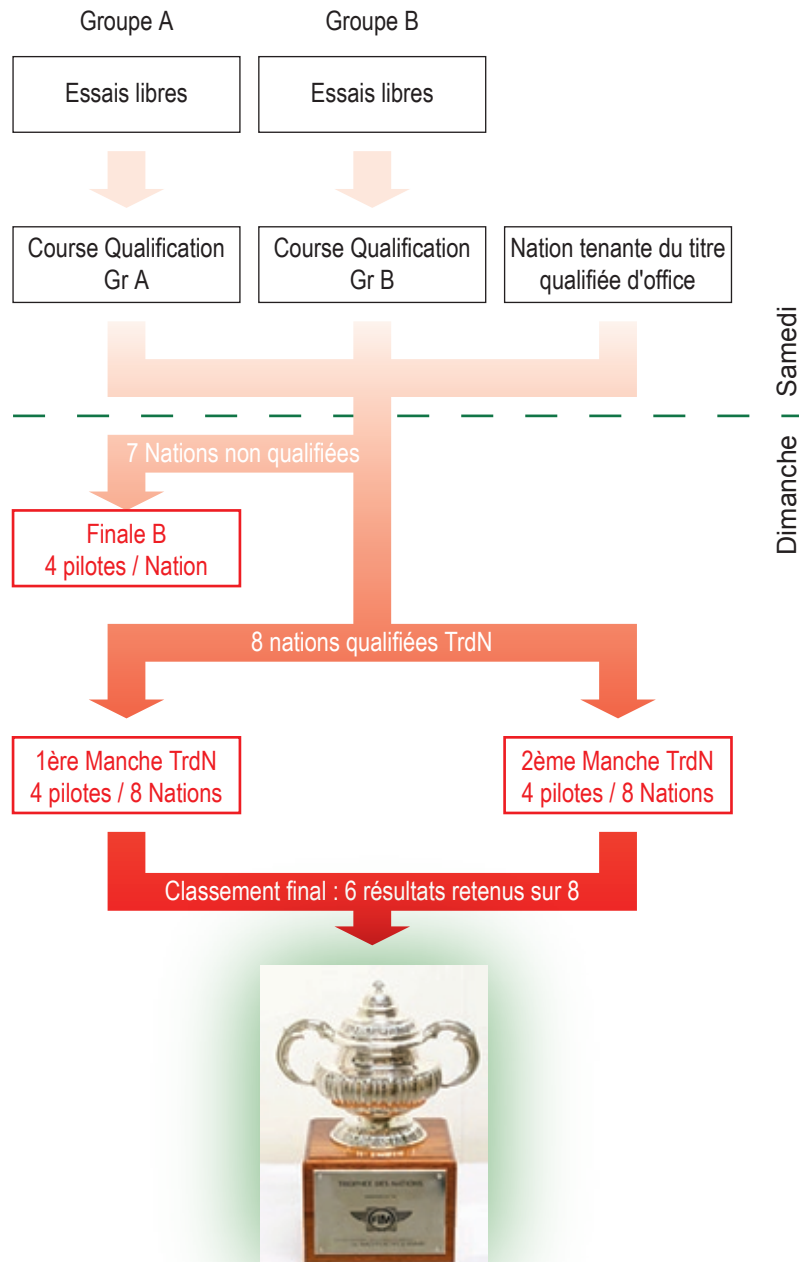 Groupe A
Groupe B
Essais libres
Essais libres
Course Qualification
Gr A
Course Qualification
Gr B
Nation tenante du titre
qualifiée d'office
Samedi
Dimanche
7 Nations non qualifiées
Finale B
4 pilotes / Nation
8 nations qualifiées TrdN
1ère Manche TrdN
4 pilotes / 8 Nations
2ème Manche TrdN
4 pilotes / 8 Nations
Classement final : 6 résultats retenus sur 8
TROPHEE DES NATIONS
FIM